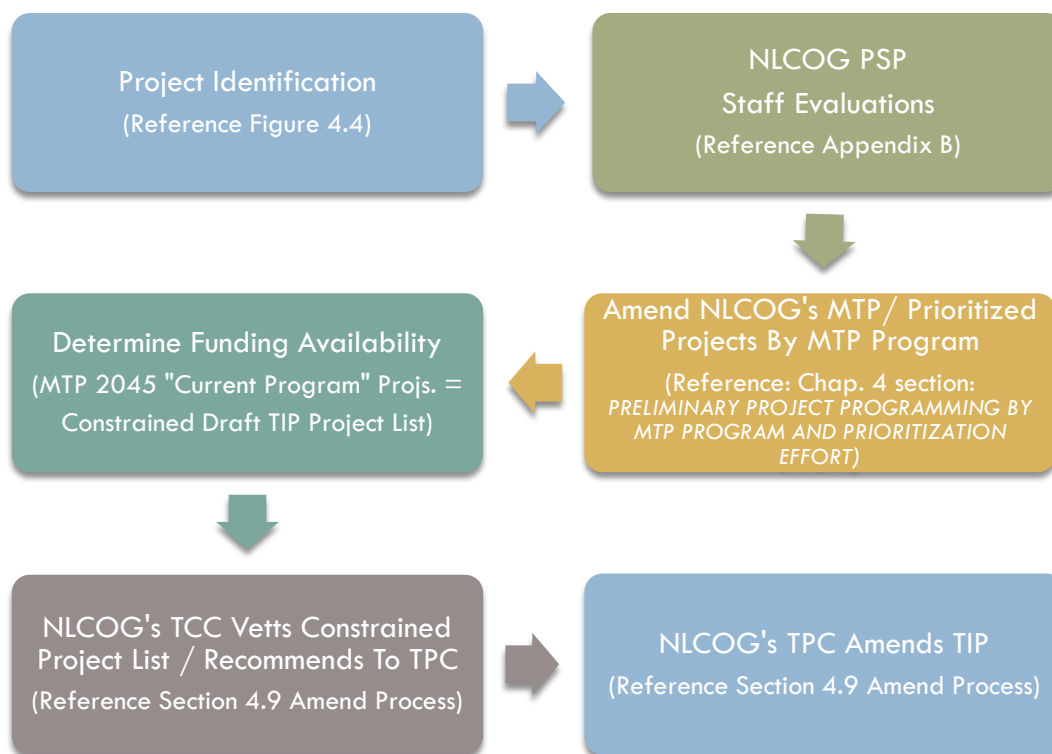 Project Identification
(Reference Figure 4.4)
NLCOG PSP
Staff Evaluations
(Reference Appendix B)
Amend NLCOG's MTP/ Prioritized
Projects By MTP Program
(Reference: Chap. 4 section:
PRELIMINARY PROJECT PROGRAMMING BY
MTP PROGRAM AND PRIORITIZATION
EFFORT)
Determine Funding Availability
(MTP 2045 "Current Program" Projs. =
Constrained Draft TIP Project List)
NLCOG's TCC Vetts Constrained
Project List / Recommends To TPC
(Reference Section 4.9 Amend Process)
NLCOG's TPC Amends TIP
(Reference Section 4.9 Amend Process)